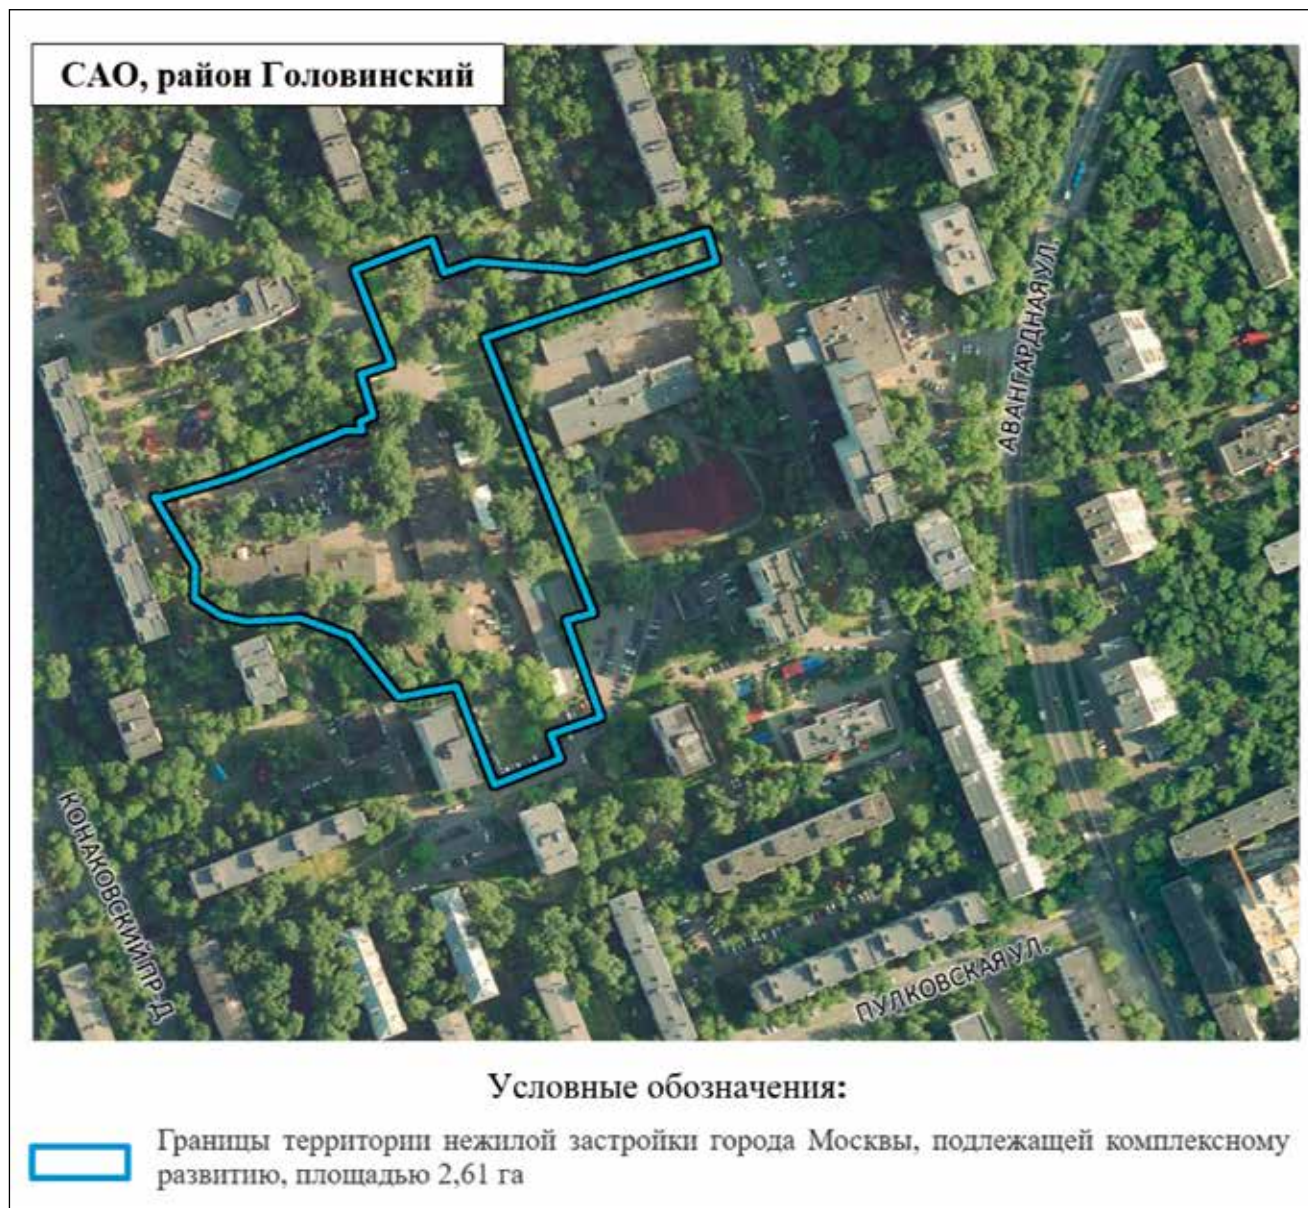 САО, район Головинский
АВАНГАРДНАЯ УЛ.
КОНАКОВСКИЙ ПР-Д
ПУЛКОВСКАЯ УЛ.
Условные обозначения:
Границы территории нежилой застройки города Москвы, подлежащей комплексному
развитию, площадью 2,61 га